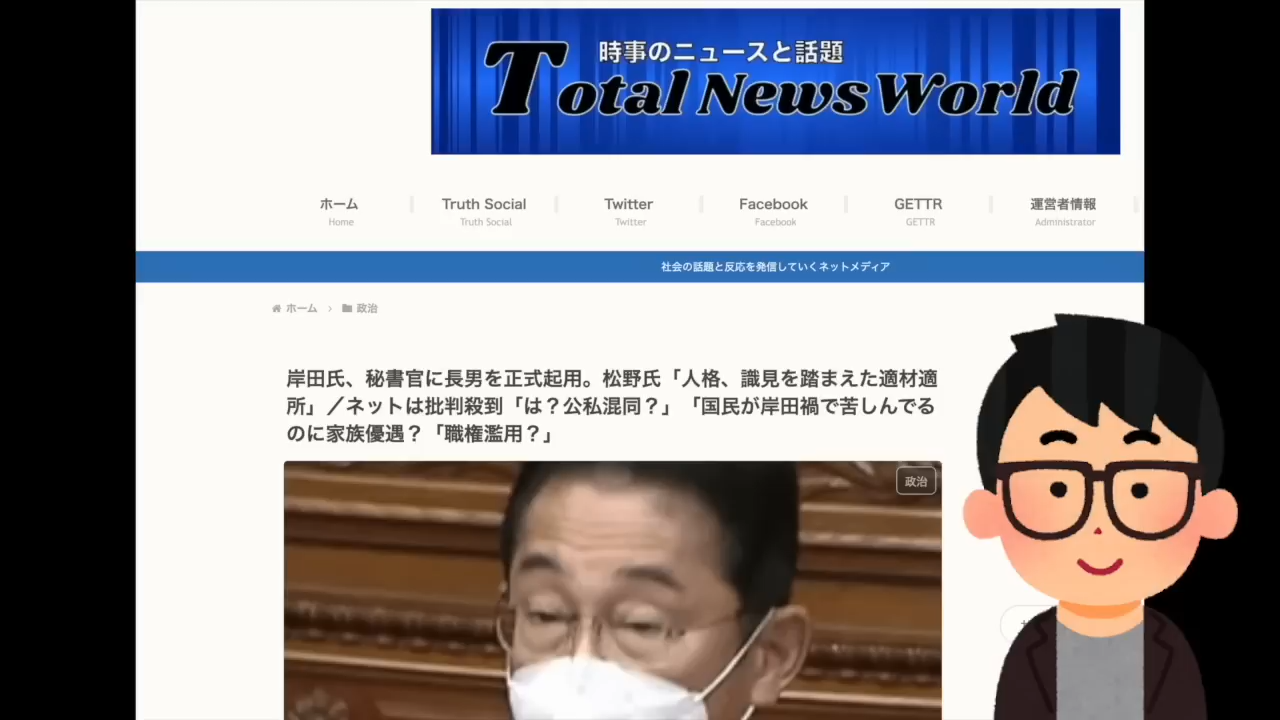 時事のニュースと話題
Total News World
ホーム
Home
Truth Social
Truth Social
Twitter
Twitter
Facebook
Facebook
GETTR
GETTR
運営者情報
Administrator
社会の話題と反応を発信していくネットメディア
ホーム › 政治
岸田氏、秘書官に長男を正式起用。松野氏「人格、識見を踏まえた適材適
所」／ネットは批判殺到「は？公私混同？」「国民が岸田禍で苦しんでる
のに家族優遇？「職権濫用？」
政治